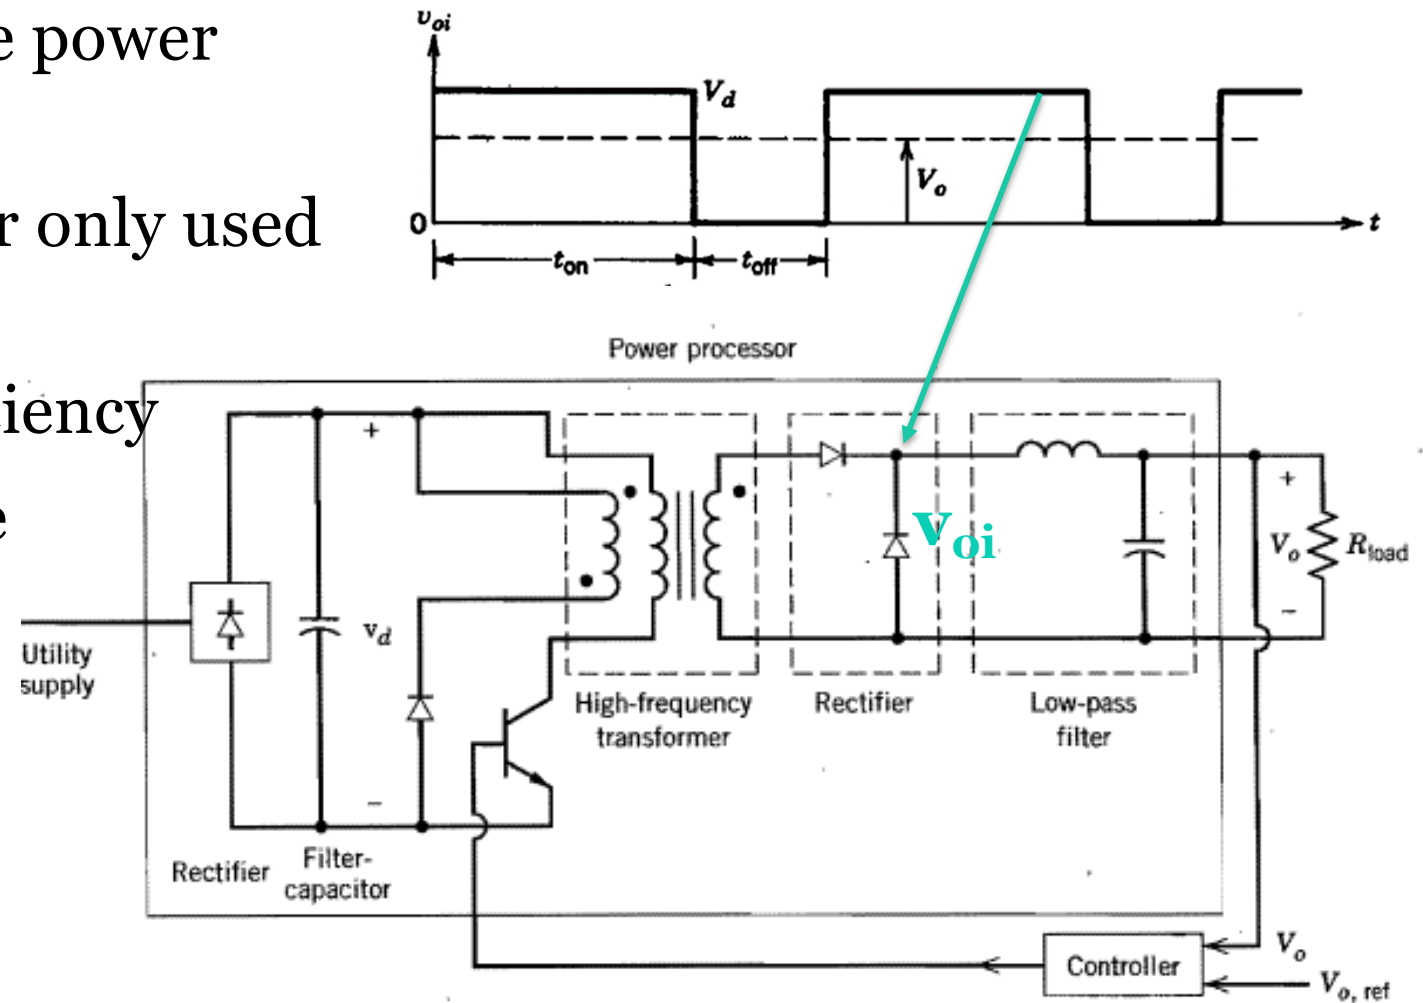 e power
r only used
iency
e
v_oi
V_d
V_o
0
t
t_on
t_off
Power processor
+
v_d
−
v_oi
+
V_o
−
R_load
Utility
supply
High-frequency
transformer
Rectifier
Low-pass
filter
Rectifier
Filter-
capacitor
Controller
V_o
V_o, ref